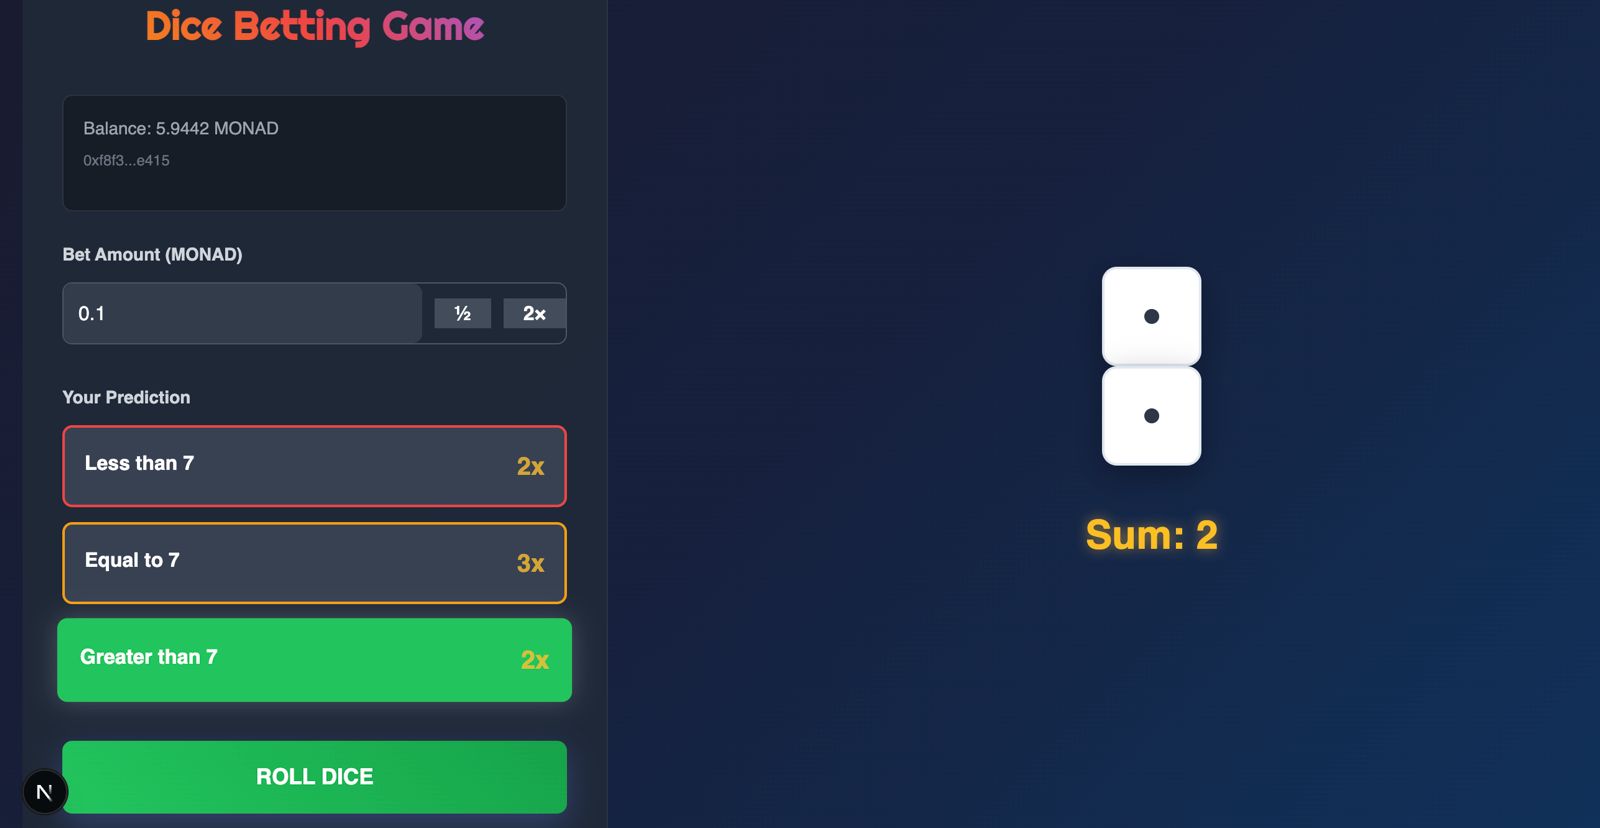 Dice Betting Game
Balance: 5.9442 MONAD
0xf8f3...e415
Bet Amount (MONAD)
0.1 ½ 2x
Your Prediction
Less than 7 2x
Equal to 7 3x
Greater than 7 2x
ROLL DICE
N
Sum: 2